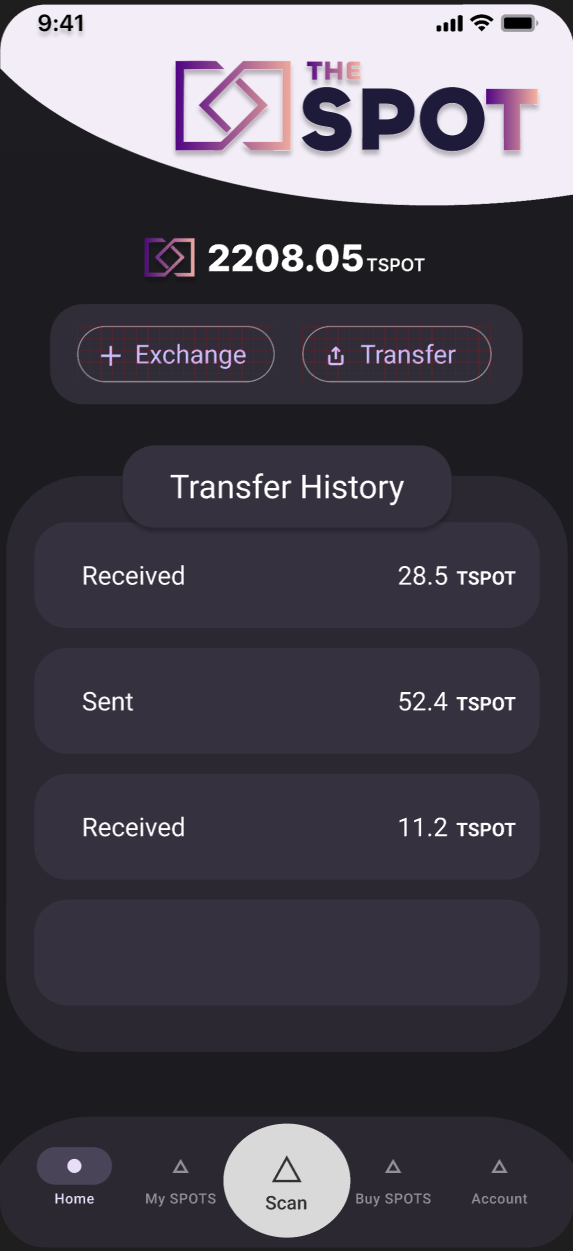 9:41
THE
SPOT
2208.05 TSPOT
Exchange
Transfer
Transfer History
Received 28.5 TSPOT
Sent 52.4 TSPOT
Received 11.2 TSPOT
Home
My SPOTS
Scan
Buy SPOTS
Account